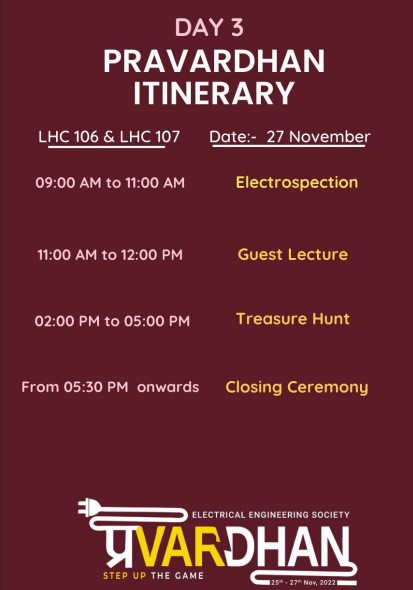 DAY 3
PRAVARDHAN
ITINERARY
LHC 106 & LHC 107 Date:- 27 November
09:00 AM to 11:00 AM Electrospection
11:00 AM to 12:00 PM Guest Lecture
02:00 PM to 05:00 PM Treasure Hunt
From 05:30 PM onwards Closing Ceremony
ELECTRICAL ENGINEERING SOCIETY
प्रVARDHAN
STEP UP THE GAME
25th - 27th Nov, 2022